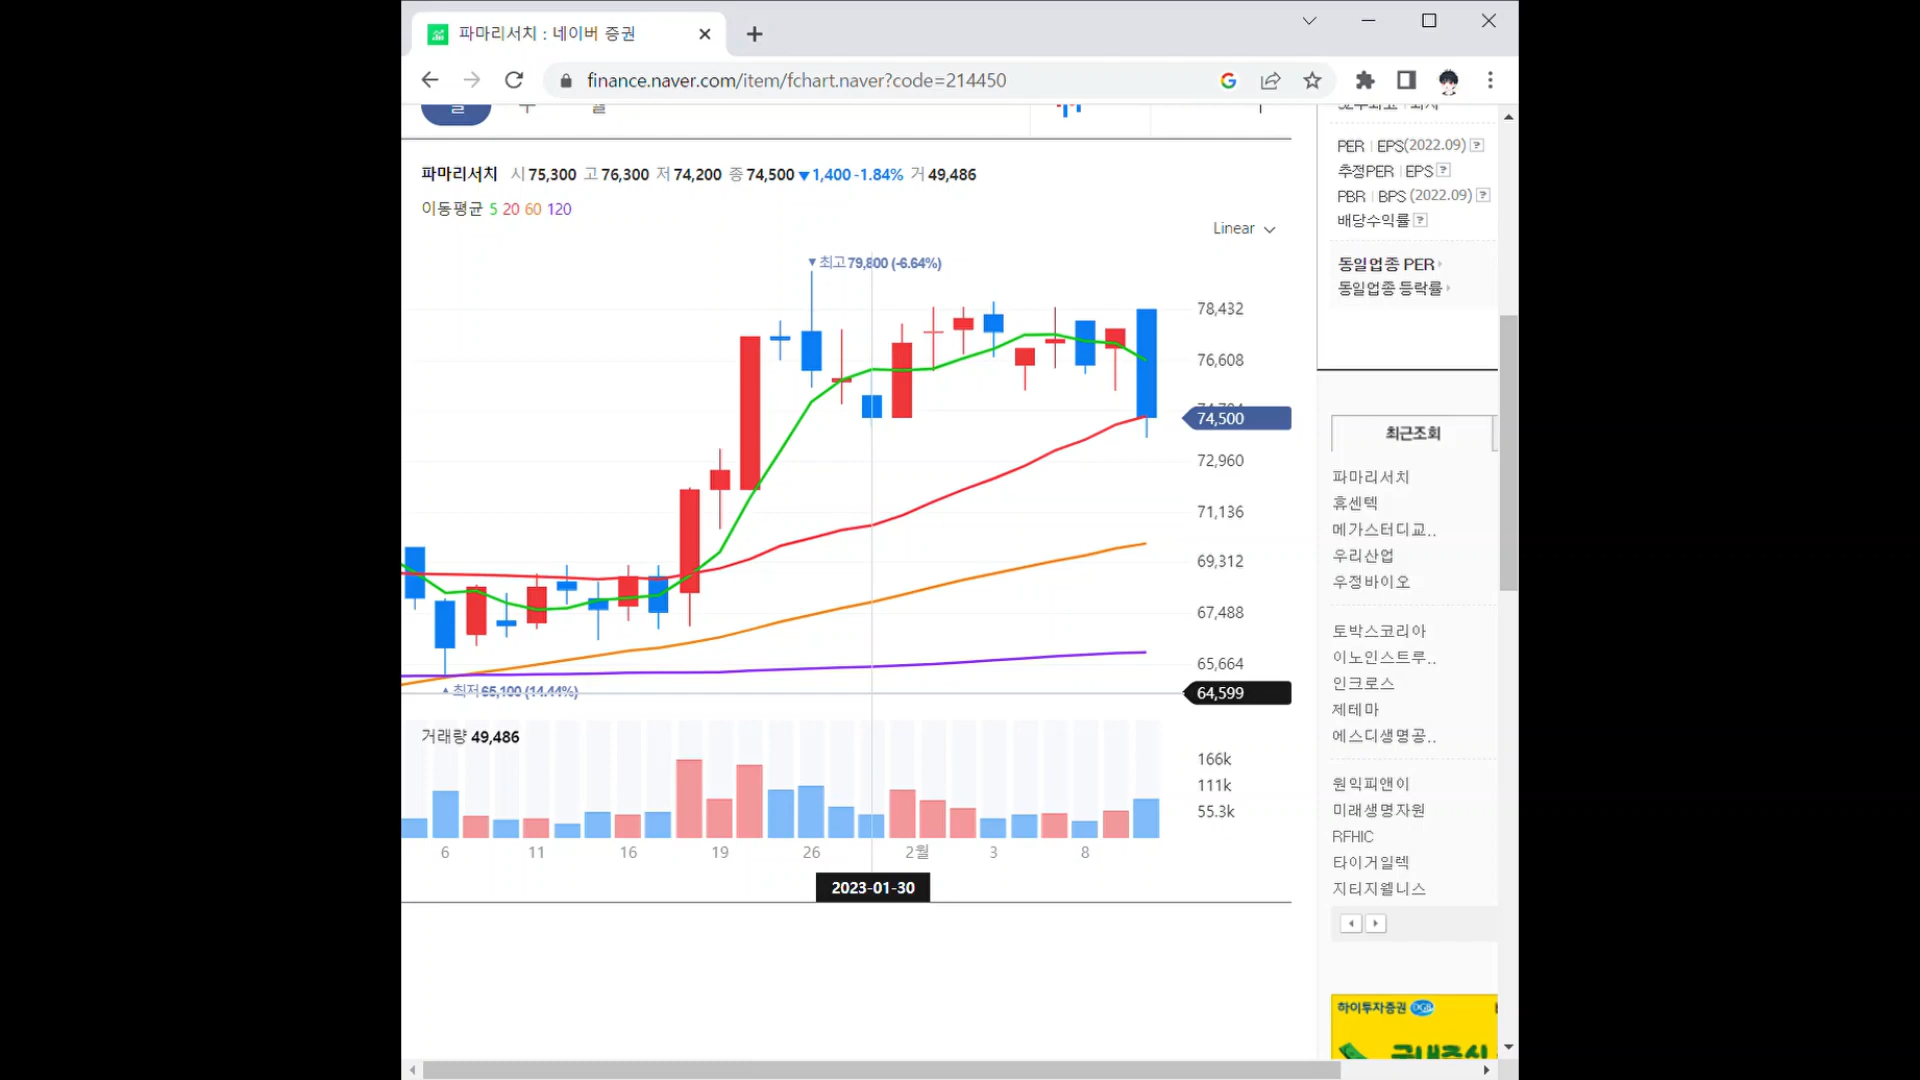 파마리서치 : 네이버 증권
finance.naver.com/item/fchart.naver?code=214450
파마리서치 시 75,300 고 76,300 저 74,200 종 74,500 ▼1,400 -1.84% 거 49,486
이동평균 5 20 60 120
Linear
▼최고 79,800 (-6.64%)
78,432
76,608
74,500
72,960
71,136
69,312
67,488
65,664
64,599
▲최저 65,100 (14.44%)
거래량 49,486
166k
111k
55.3k
6 11 16 19 26 2월 3 8
2023-01-30
PER | EPS(2022.09) ?
추정PER | EPS ?
PBR | BPS (2022.09) ?
배당수익률 ?
동일업종 PER
동일업종 등락률
최근조회
파마리서치
휴센텍
메가스터디교..
우리산업
우정바이오
토박스코리아
이노인스트루..
인크로스
제테마
에스디생명공..
원익피앤이
미래생명자원
RFHIC
타이거일렉
지티지웰니스
하이투자증권 DGB